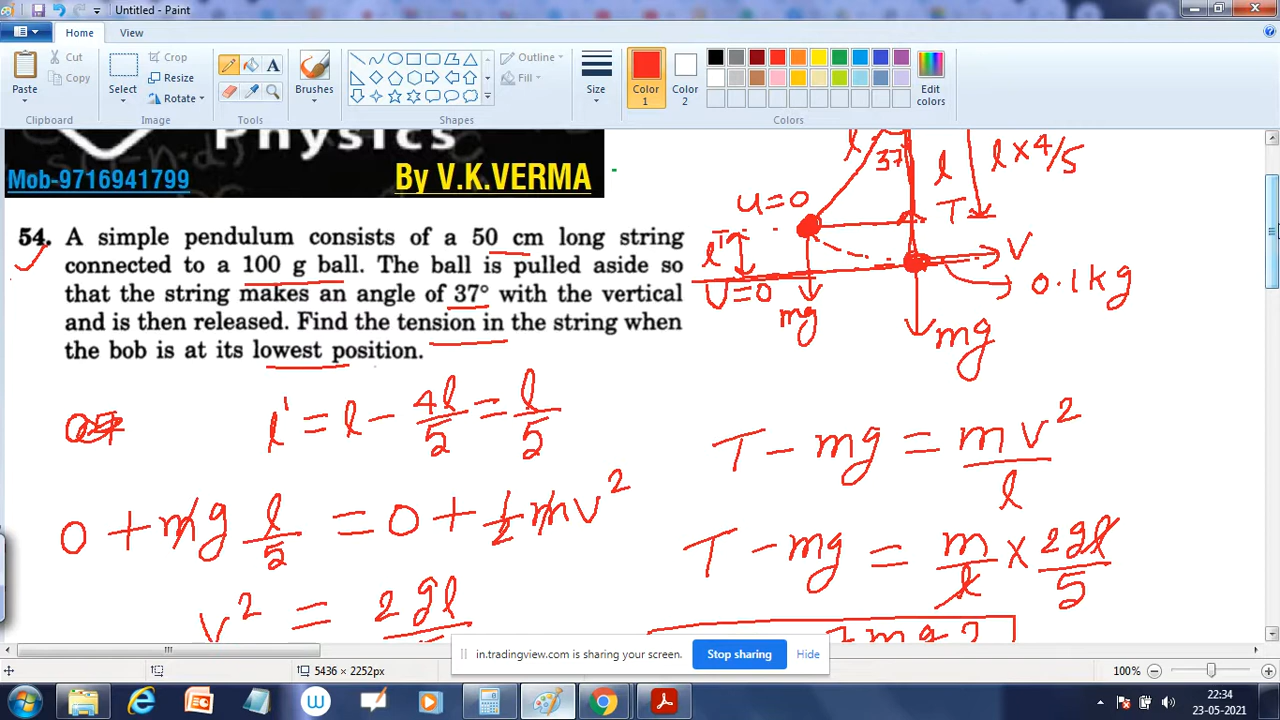 Untitled - Paint
Home View
Paste
Cut
Copy
Clipboard
Select
Crop
Resize
Rotate
Image
Tools
Brushes
Shapes
Outline
Fill
Size
Color 1
Color 2
Edit colors
Colors
Physics
Mob-9716941799
By V.K.VERMA
54. A simple pendulum consists of a 50 cm long string
connected to a 100 g ball. The ball is pulled aside so
that the string makes an angle of 37° with the vertical
and is then released. Find the tension in the string when
the bob is at its lowest position.
l
37
l
l×4/5
u=0
T
l'
V
U=0
0.1kg
mg
mg
l' = l - 4l/5 = l/5
0 + mg l/5 = 0 + 1/2 mv²
v² = 2gl
T - mg = mv²/l
T - mg = m/l × 2gl/5
in.tradingview.com is sharing your screen.
Stop sharing
Hide
5436 × 2252px
100%
22:34
23-05-2021